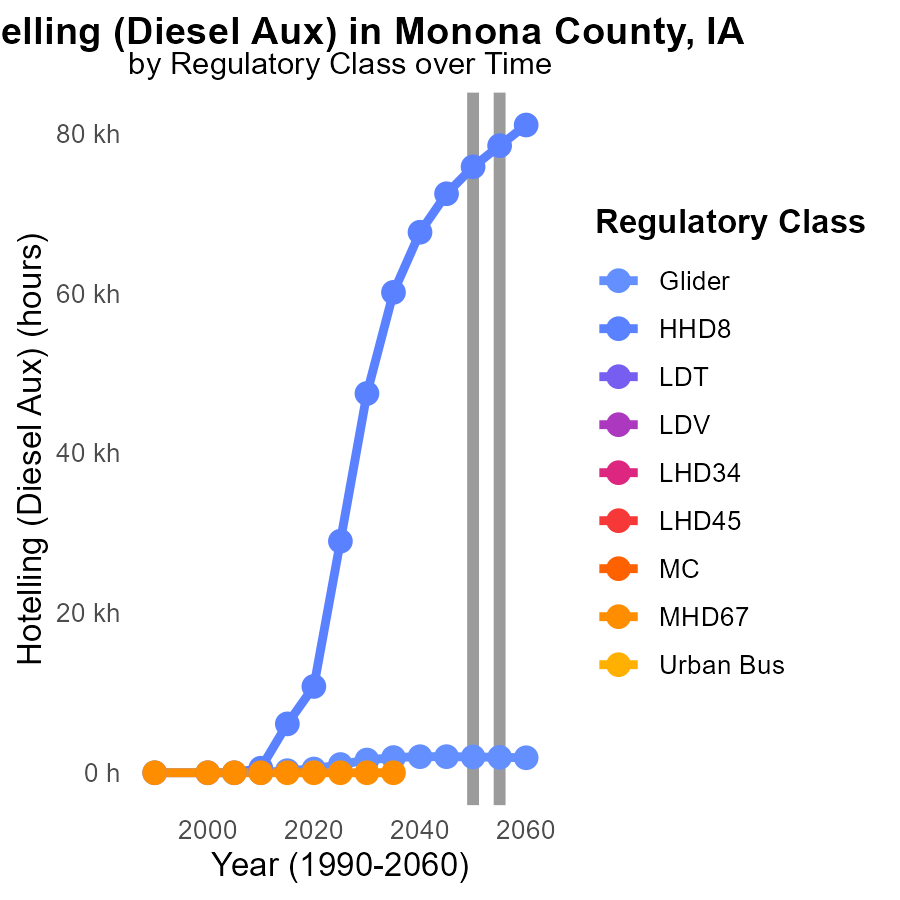 elling (Diesel Aux) in Monona County, IA
by Regulatory Class over Time
Hotelling (Diesel Aux) (hours)
80 kh
60 kh
40 kh
20 kh
0 h
2000 2020 2040 2060
Year (1990-2060)
Regulatory Class
Glider
HHD8
LDT
LDV
LHD34
LHD45
MC
MHD67
Urban Bus